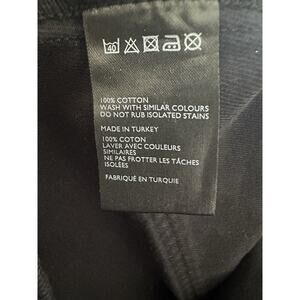 40
100% COTTON
WASH WITH SIMILAR COLOURS
DO NOT RUB ISOLATED STAINS
MADE IN TURKEY
100% COTON
LAVER AVEC COULEURS
SIMILAIRES
NE PAS FROTTER LES TÂCHES
ISOLÉES
FABRIQUÉ EN TURQUIE